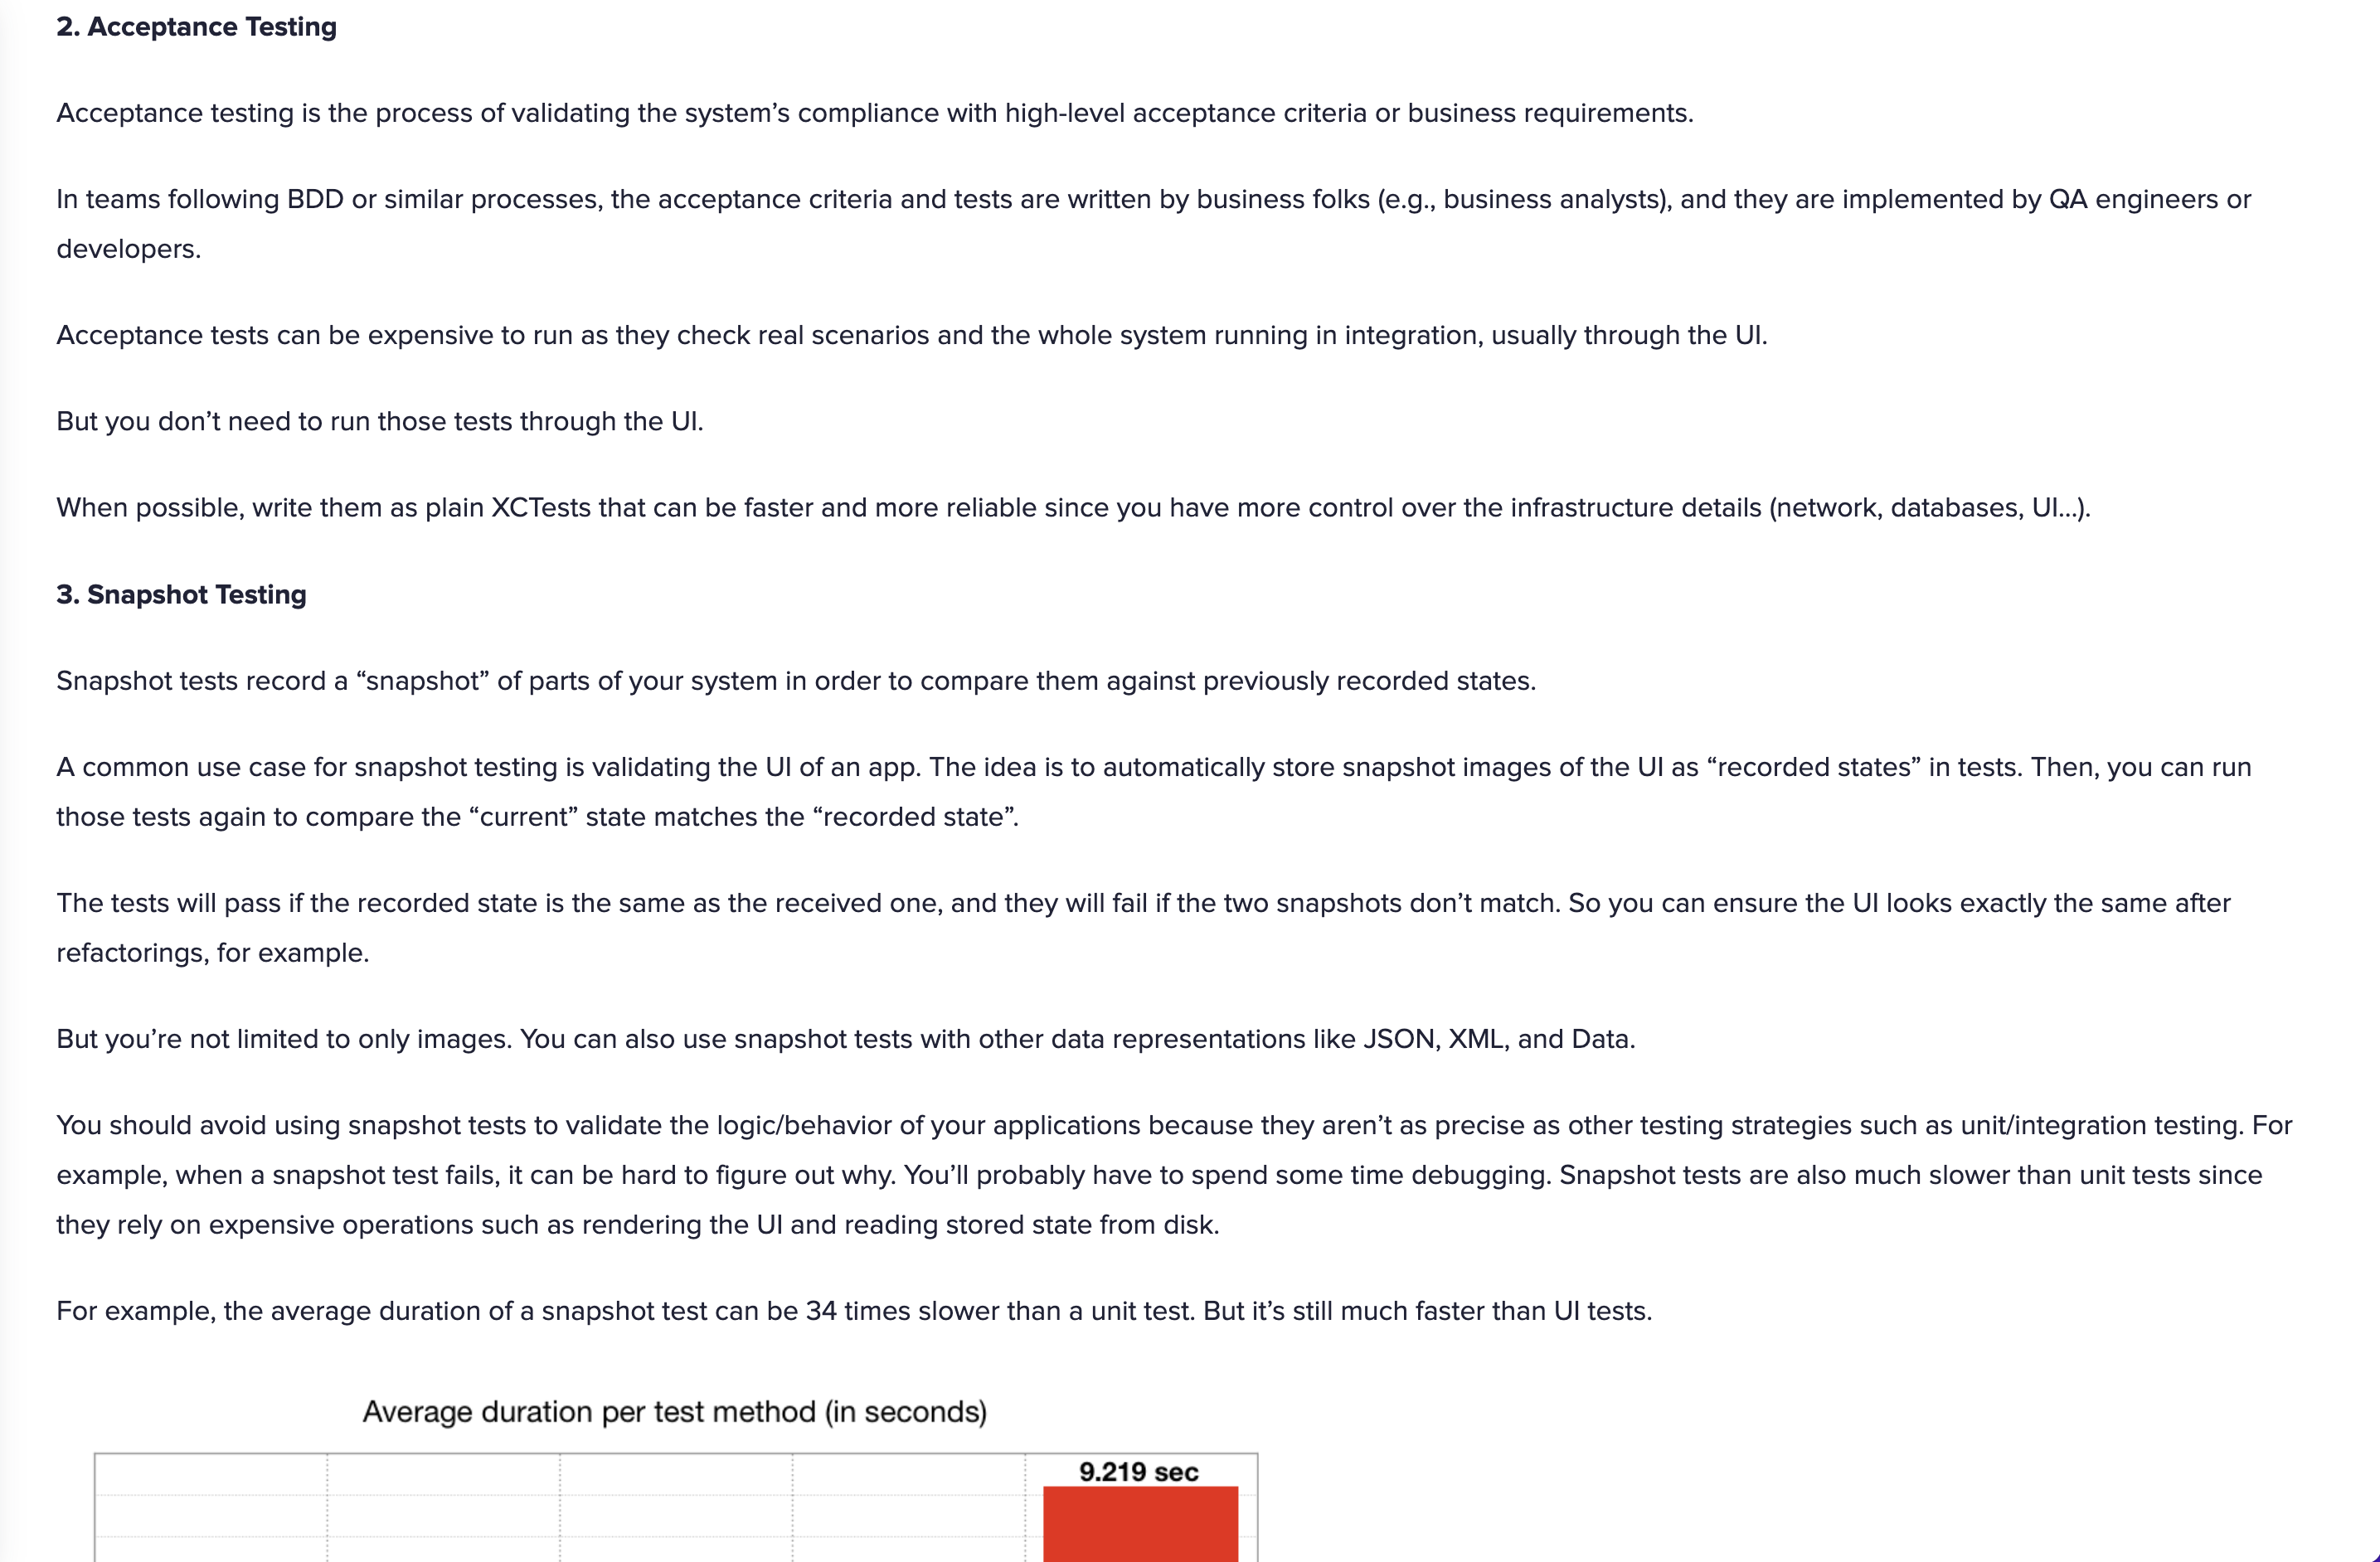 2. Acceptance Testing
Acceptance testing is the process of validating the system’s compliance with high-level acceptance criteria or business requirements.
In teams following BDD or similar processes, the acceptance criteria and tests are written by business folks (e.g., business analysts), and they are implemented by QA engineers or
developers.
Acceptance tests can be expensive to run as they check real scenarios and the whole system running in integration, usually through the UI.
But you don’t need to run those tests through the UI.
When possible, write them as plain XCTests that can be faster and more reliable since you have more control over the infrastructure details (network, databases, UI...).
3. Snapshot Testing
Snapshot tests record a “snapshot” of parts of your system in order to compare them against previously recorded states.
A common use case for snapshot testing is validating the UI of an app. The idea is to automatically store snapshot images of the UI as “recorded states” in tests. Then, you can run
those tests again to compare the “current” state matches the “recorded state”.
The tests will pass if the recorded state is the same as the received one, and they will fail if the two snapshots don’t match. So you can ensure the UI looks exactly the same after
refactorings, for example.
But you’re not limited to only images. You can also use snapshot tests with other data representations like JSON, XML, and Data.
You should avoid using snapshot tests to validate the logic/behavior of your applications because they aren’t as precise as other testing strategies such as unit/integration testing. For
example, when a snapshot test fails, it can be hard to figure out why. You’ll probably have to spend some time debugging. Snapshot tests are also much slower than unit tests since
they rely on expensive operations such as rendering the UI and reading stored state from disk.
For example, the average duration of a snapshot test can be 34 times slower than a unit test. But it’s still much faster than UI tests.
Average duration per test method (in seconds)
9.219 sec